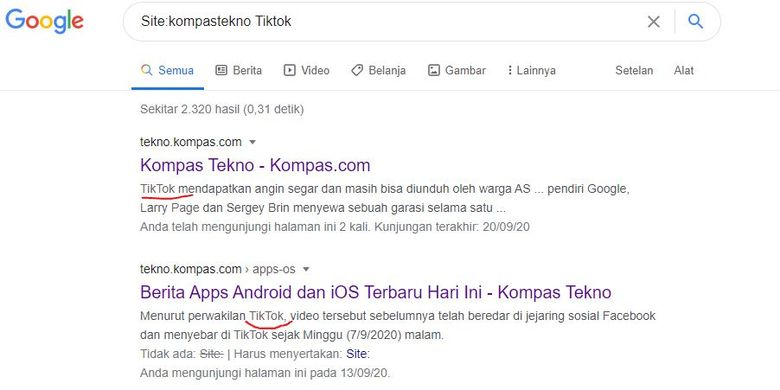 Google
Site:kompastekno Tiktok
Semua Berita Video Belanja Gambar Lainnya Setelan Alat
Sekitar 2.320 hasil (0,31 detik)
tekno.kompas.com
Kompas Tekno - Kompas.com
TikTok mendapatkan angin segar dan masih bisa diunduh oleh warga AS ... pendiri Google,
Larry Page dan Sergey Brin menyewa sebuah garasi selama satu ...
Anda telah mengunjungi halaman ini 2 kali. Kunjungan terakhir: 20/09/20
tekno.kompas.com › apps-os
Berita Apps Android dan iOS Terbaru Hari Ini - Kompas Tekno
Menurut perwakilan TikTok, video tersebut sebelumnya telah beredar di jejaring sosial Facebook
dan menyebar di TikTok sejak Minggu (7/9/2020) malam.
Tidak ada: Site: | Harus menyertakan: Site:
Anda mengunjungi halaman ini pada 13/09/20.